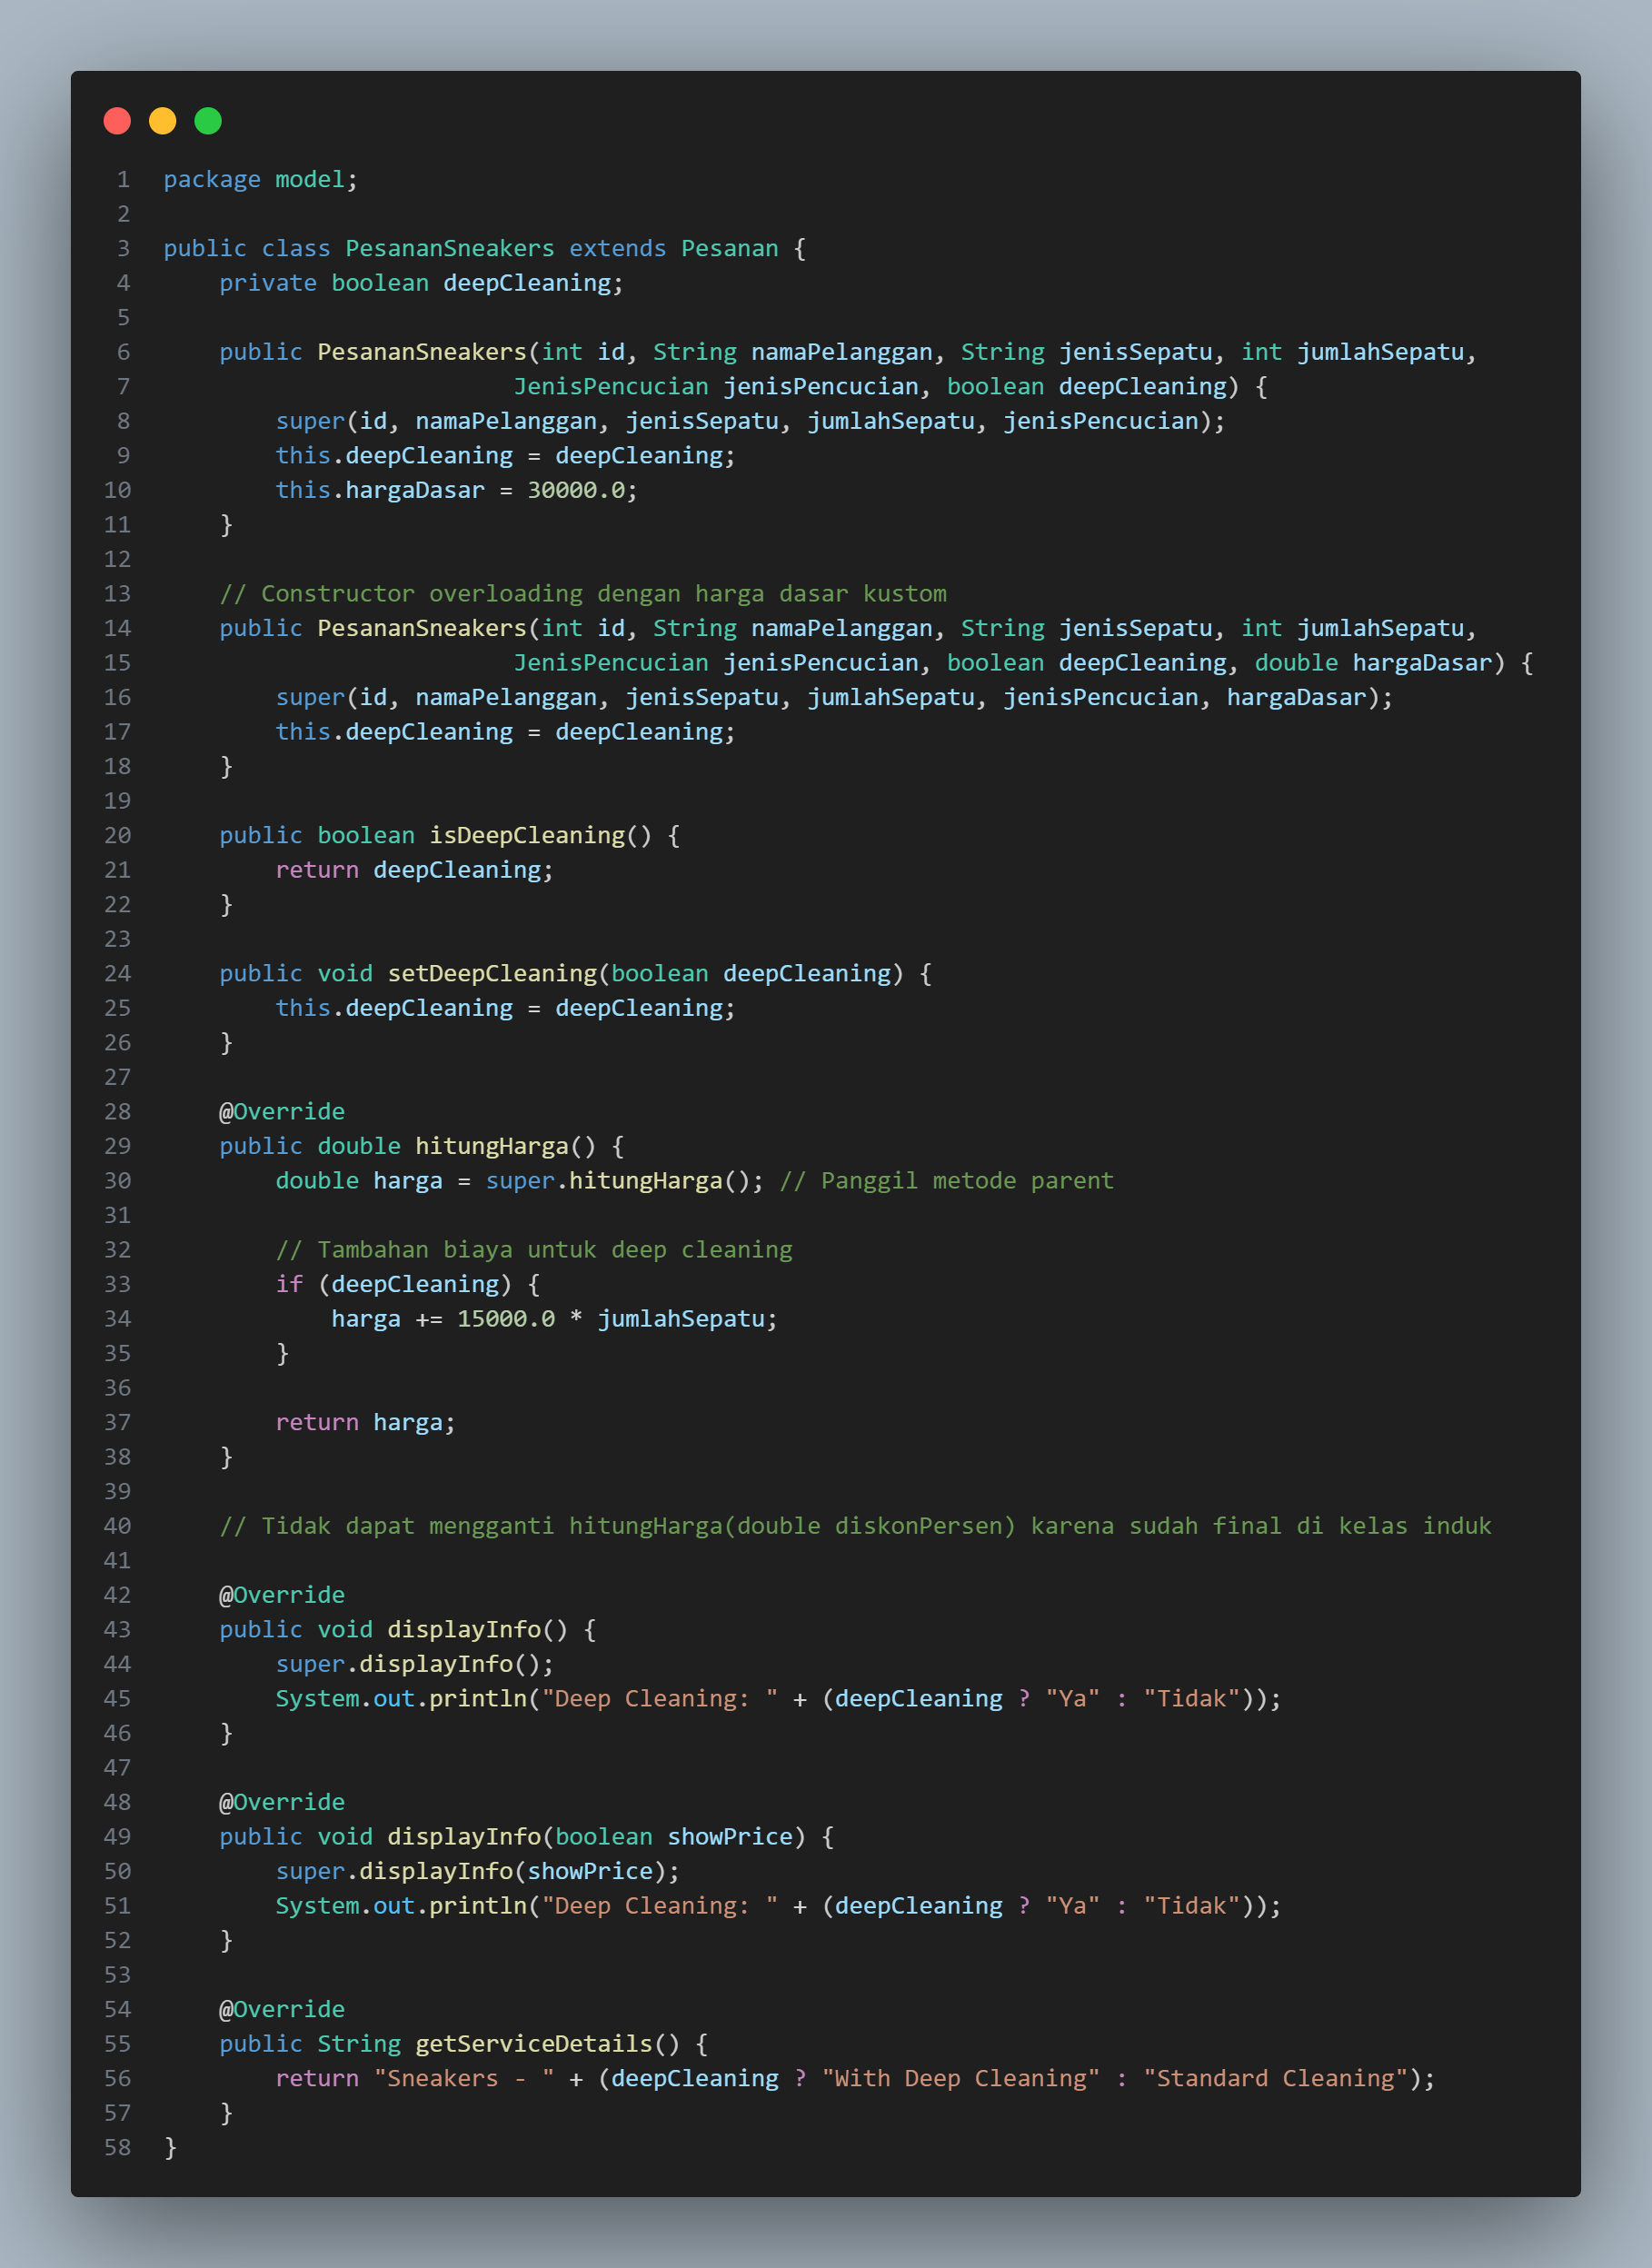 1 package model;
2
3 public class PesananSneakers extends Pesanan {
4     private boolean deepCleaning;
5
6     public PesananSneakers(int id, String namaPelanggan, String jenisSepatu, int jumlahSepatu,
7                          JenisPencucian jenisPencucian, boolean deepCleaning) {
8         super(id, namaPelanggan, jenisSepatu, jumlahSepatu, jenisPencucian);
9         this.deepCleaning = deepCleaning;
10         this.hargaDasar = 30000.0;
11     }
12
13     // Constructor overloading dengan harga dasar kustom
14     public PesananSneakers(int id, String namaPelanggan, String jenisSepatu, int jumlahSepatu,
15                          JenisPencucian jenisPencucian, boolean deepCleaning, double hargaDasar) {
16         super(id, namaPelanggan, jenisSepatu, jumlahSepatu, jenisPencucian, hargaDasar);
17         this.deepCleaning = deepCleaning;
18     }
19
20     public boolean isDeepCleaning() {
21         return deepCleaning;
22     }
23
24     public void setDeepCleaning(boolean deepCleaning) {
25         this.deepCleaning = deepCleaning;
26     }
27
28     @Override
29     public double hitungHarga() {
30         double harga = super.hitungHarga(); // Panggil metode parent
31
32         // Tambahan biaya untuk deep cleaning
33         if (deepCleaning) {
34             harga += 15000.0 * jumlahSepatu;
35         }
36
37         return harga;
38     }
39
40     // Tidak dapat mengganti hitungHarga(double diskonPersen) karena sudah final di kelas induk
41
42     @Override
43     public void displayInfo() {
44         super.displayInfo();
45         System.out.println("Deep Cleaning: " + (deepCleaning ? "Ya" : "Tidak"));
46     }
47
48     @Override
49     public void displayInfo(boolean showPrice) {
50         super.displayInfo(showPrice);
51         System.out.println("Deep Cleaning: " + (deepCleaning ? "Ya" : "Tidak"));
52     }
53
54     @Override
55     public String getServiceDetails() {
56         return "Sneakers - " + (deepCleaning ? "With Deep Cleaning" : "Standard Cleaning");
57     }
58 }